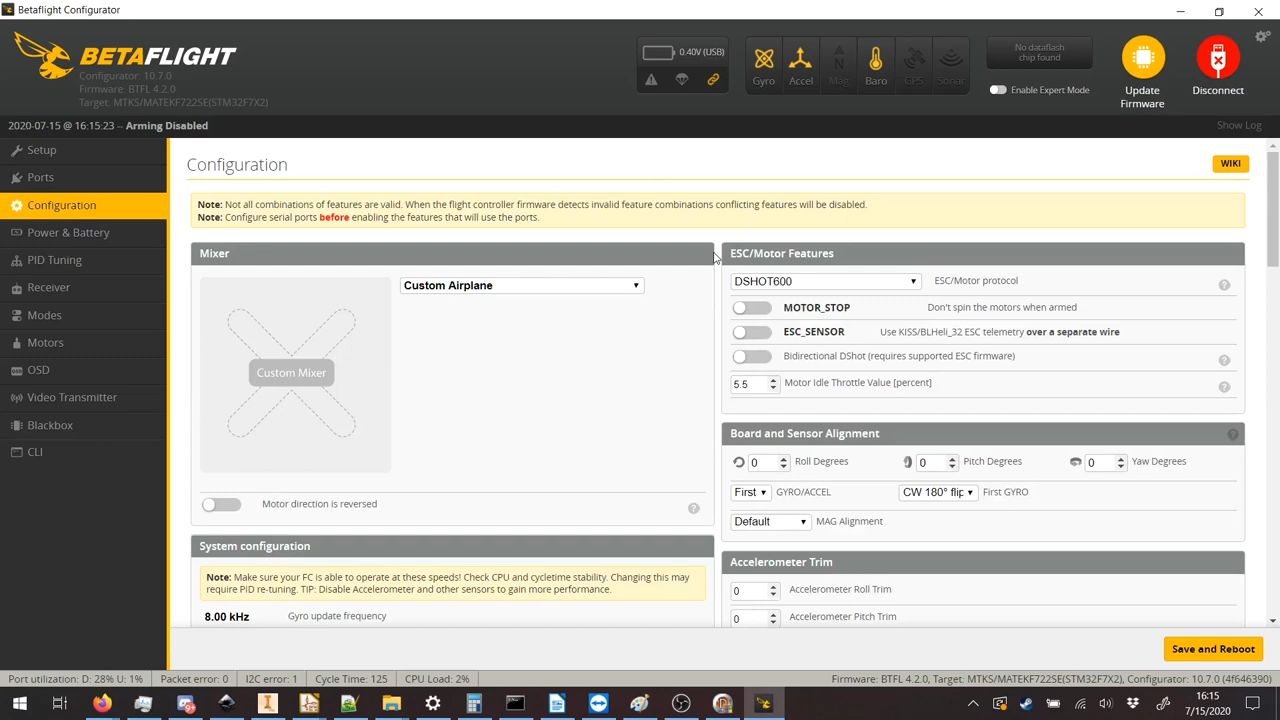 Betaflight Configurator
BETAFLIGHT
Configurator: 10.7.0
Firmware: BTFL 4.2.0
Target: MTKS/MATEKF722SE(STM32F7X2)
0.40V (USB)
Gyro
Accel
Mag
Baro
GPS
Sonar
No dataflash
chip found
Enable Expert Mode
Update
Firmware
Disconnect
2020-07-15 @ 16:15:23 -- Arming Disabled
Show Log
Setup
Ports
Configuration
Power & Battery
PID Tuning
Receiver
Modes
Motors
OSD
Video Transmitter
Blackbox
CLI
Configuration
WIKI
Note: Not all combinations of features are valid. When the flight controller firmware detects invalid feature combinations conflicting features will be disabled.
Note: Configure serial ports before enabling the features that will use the ports.
Mixer
Custom Airplane
Custom Mixer
Motor direction is reversed
System configuration
Note: Make sure your FC is able to operate at these speeds! Check CPU and cycletime stability. Changing this may
require PID re-tuning. TIP: Disable Accelerometer and other sensors to gain more performance.
8.00 kHz Gyro update frequency
ESC/Motor Features
DSHOT600 ESC/Motor protocol
MOTOR_STOP Don't spin the motors when armed
ESC_SENSOR Use KISS/BLHeli_32 ESC telemetry over a separate wire
Bidirectional DShot (requires supported ESC firmware)
5.5 Motor Idle Throttle Value [percent]
Board and Sensor Alignment
0 Roll Degrees 0 Pitch Degrees 0 Yaw Degrees
First GYRO/ACCEL CW 180° flip First GYRO
Default MAG Alignment
Accelerometer Trim
0 Accelerometer Roll Trim
0 Accelerometer Pitch Trim
Save and Reboot
Port utilization: D: 28% U: 1% Packet error: 0 I2C error: 1 Cycle Time: 125 CPU Load: 2% Firmware: BTFL 4.2.0, Target: MTKS/MATEKF722SE(STM32F7X2), Configurator: 10.7.0 (4f646390)
16:15
7/15/2020